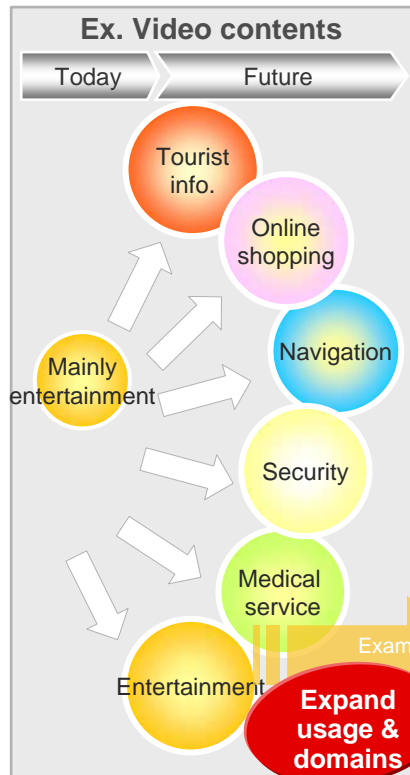 Ex. Video contents
Today
Future
Tourist
info.
Online
shopping
Navigation
Mainly
entertainment
Security
Medical
service
Entertainment
Exam
Expand
usage &
domains